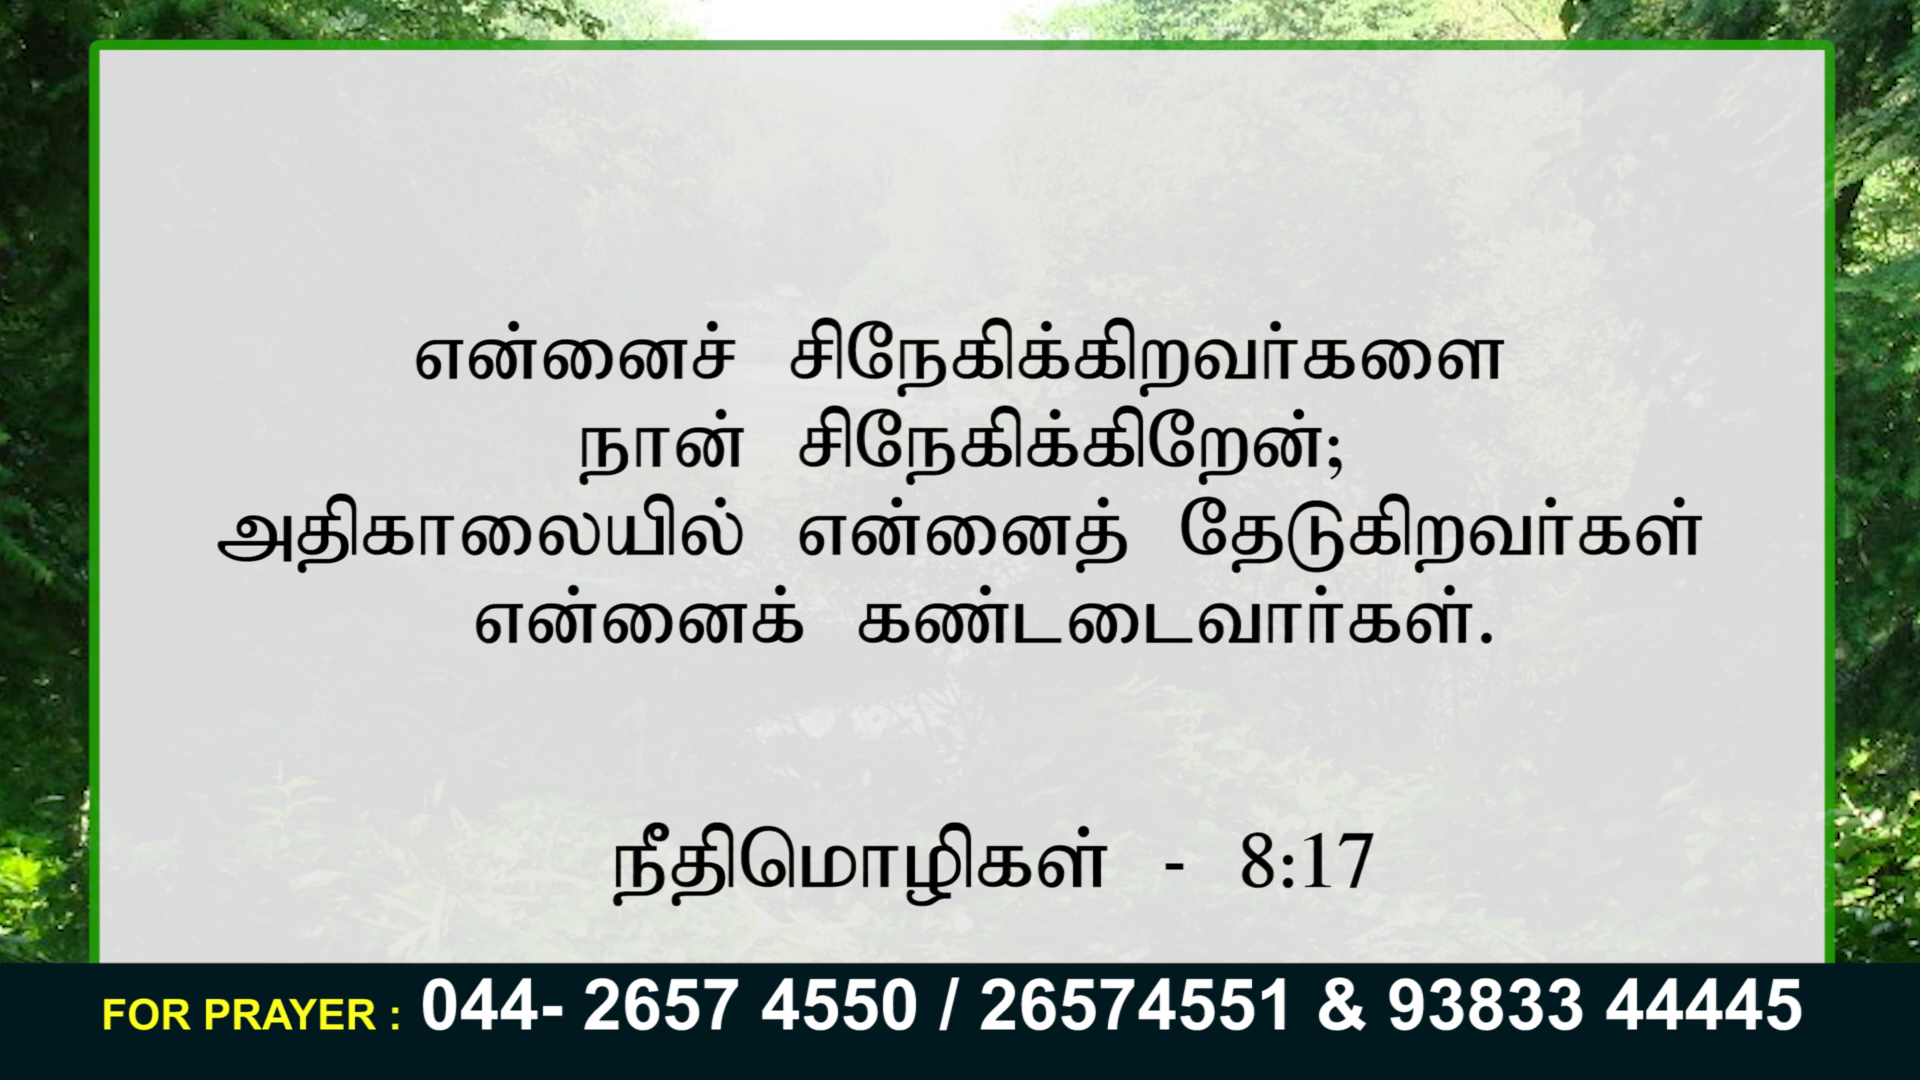 என்னைச் சிநேகிக்கிறவர்களை
நான் சிநேகிக்கிறேன்;
அதிகாலையில் என்னைத் தேடுகிறவர்கள்
என்னைக் கண்டடைவார்கள்.
நீதிமொழிகள் - 8:17
FOR PRAYER : 044- 2657 4550 / 26574551 & 93833 44445